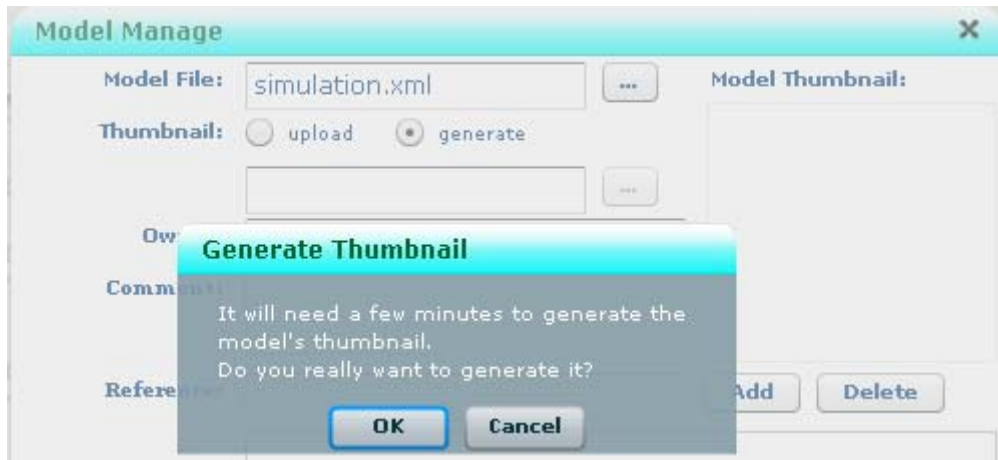 Model Manage
Model File: simulation.xml ... Model Thumbnail:
Thumbnail: upload generate
...
Generate Thumbnail
It will need a few minutes to generate the
model's thumbnail.
Do you really want to generate it?
Add Delete
OK Cancel